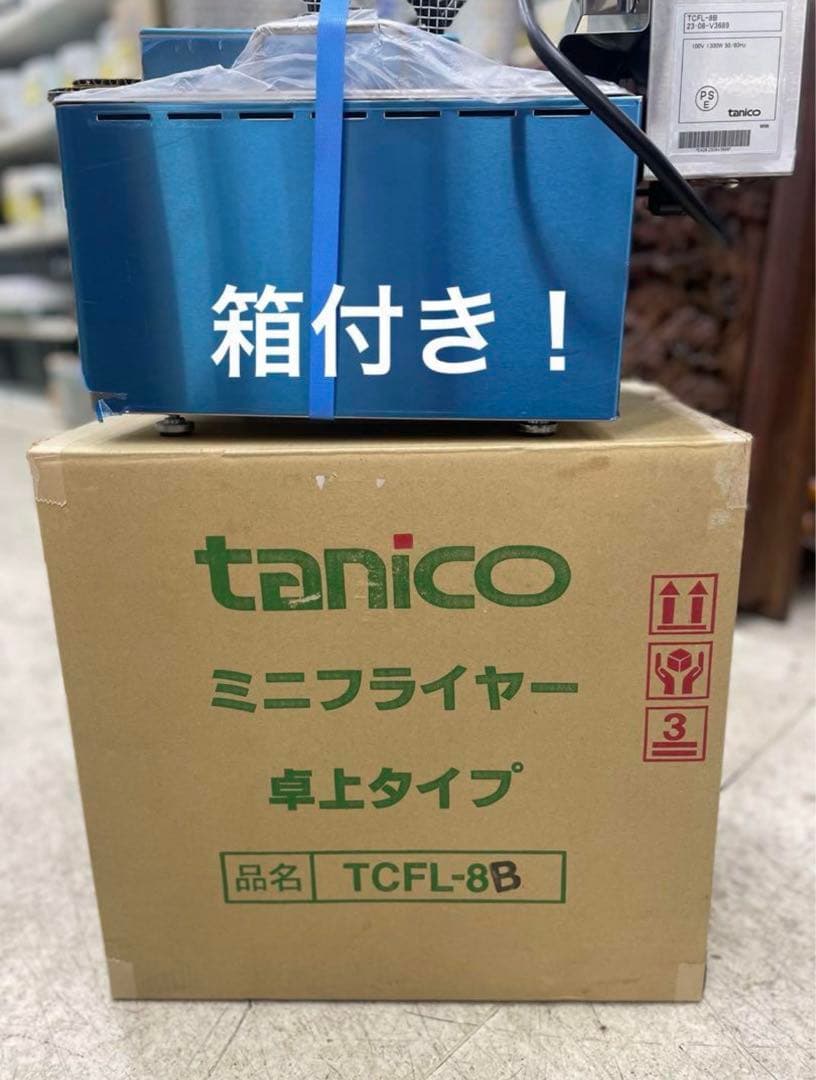 TCFL-8B
23-08-V3689
100V 1300W 50/60Hz
PS
E
tanico
箱付き！
tanico
ミニフライヤー
卓上タイプ
3
品名 TCFL-8B